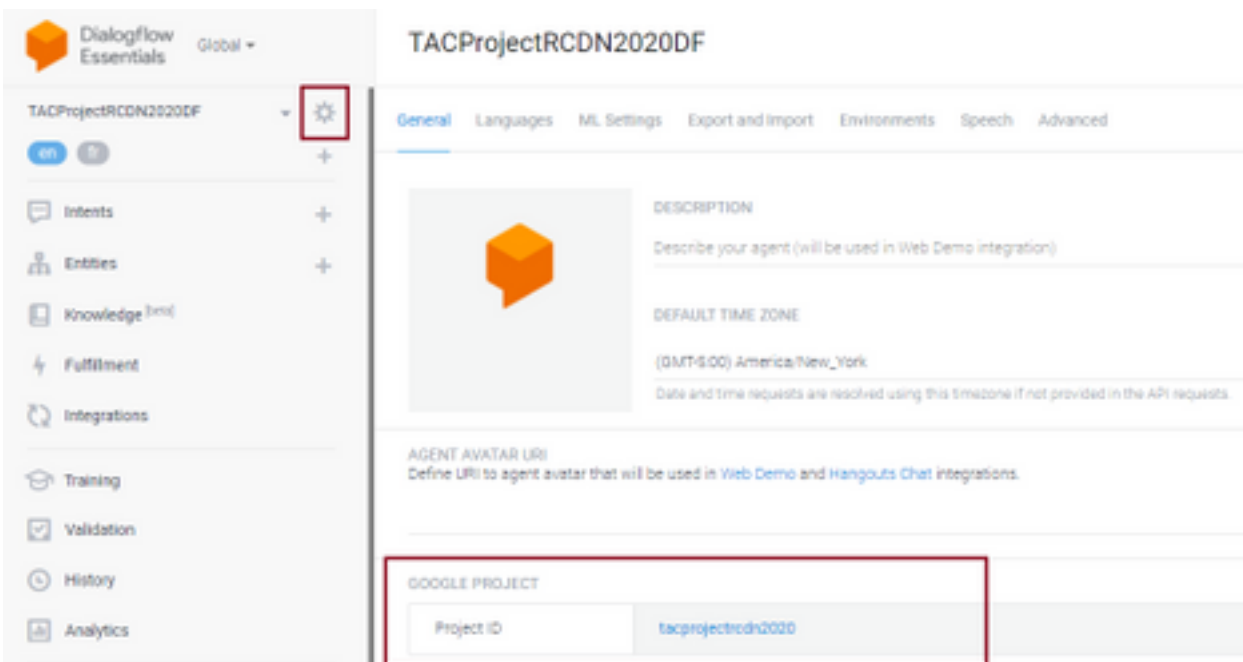 Dialogflow
Essentials
Global
TACProjectRCDN2020DF
en
fr
Intents
Entities
Knowledge [beta]
Fulfillment
Integrations
Training
Validation
History
Analytics
TACProjectRCDN2020DF
General Languages ML Settings Export and Import Environments Speech Advanced
DESCRIPTION
Describe your agent (will be used in Web Demo integration)
DEFAULT TIME ZONE
(GMT-5:00) America/New_York
Date and time requests are resolved using this timezone if not provided in the API requests.
AGENT AVATAR URI
Define URI to agent avatar that will be used in Web Demo and Hangouts Chat integrations.
GOOGLE PROJECT
Project ID
tacprojectrcdn2020